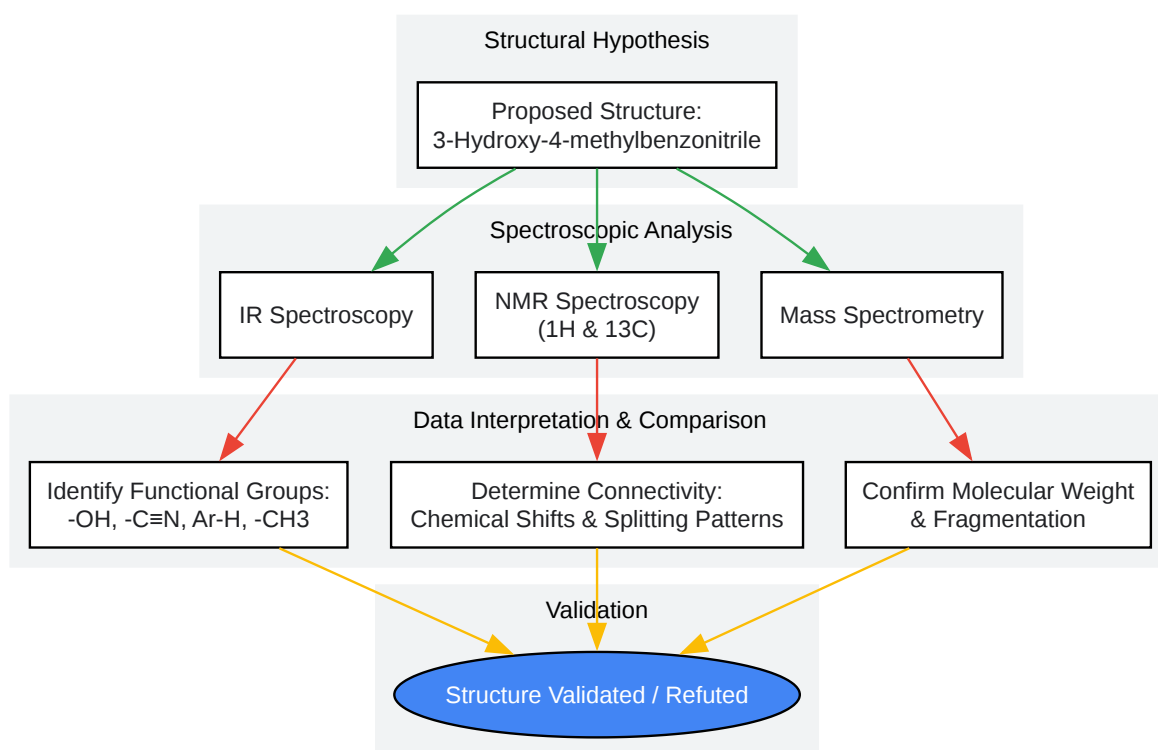 Structural Hypothesis
Proposed Structure:
3-Hydroxy-4-methylbenzonitrile
Spectroscopic Analysis
IR Spectroscopy
NMR Spectroscopy
(1H & 13C)
Mass Spectrometry
Data Interpretation & Comparison
Identify Functional Groups:
-OH, -C≡N, Ar-H, -CH3
Determine Connectivity:
Chemical Shifts & Splitting Patterns
Confirm Molecular Weight
& Fragmentation
Validation
Structure Validated / Refuted